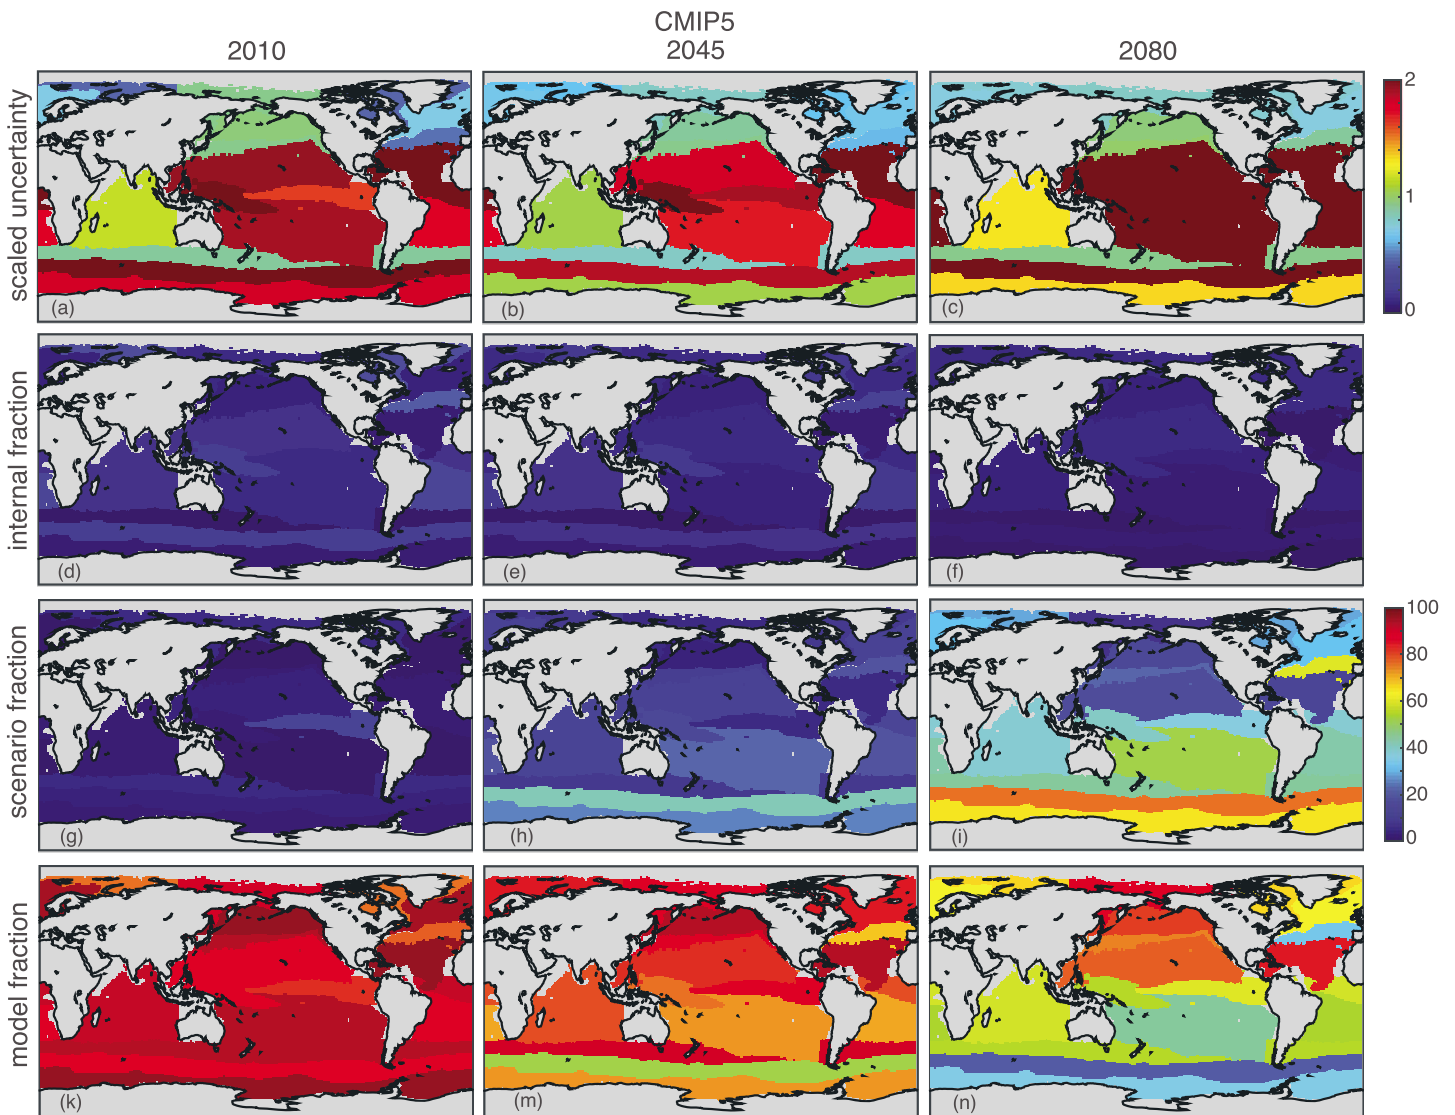 CMIP5
2010 2045 2080
scaled uncertainty
(a) (b) (c)
2
1
0
internal fraction
(d) (e) (f)
scenario fraction
(g) (h) (i)
100
80
60
40
20
0
model fraction
(k) (m) (n)